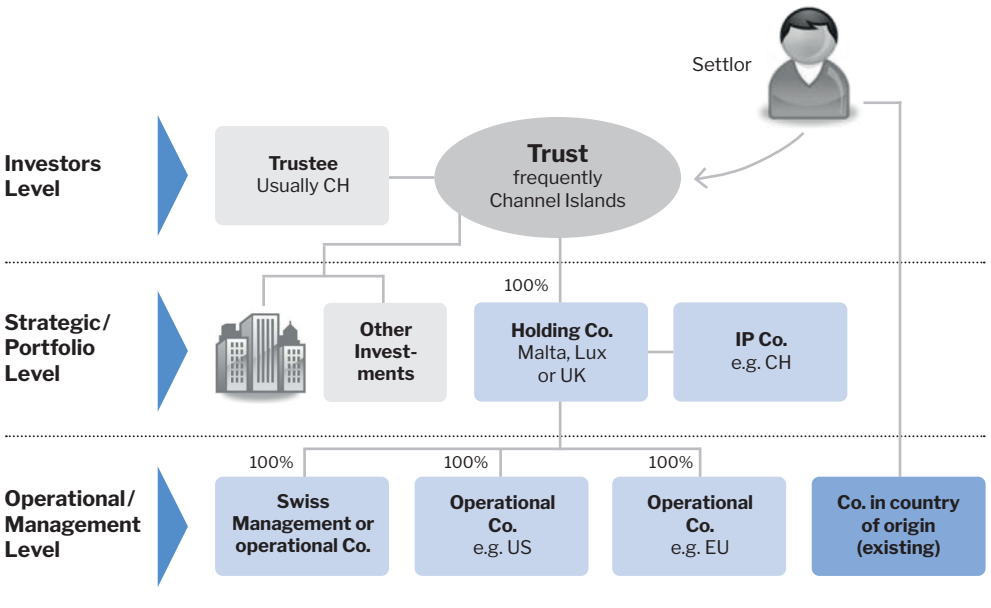 Settlor
Investors
Level
Trustee
Usually CH
Trust
frequently
Channel Islands
100%
Strategic/
Portfolio
Level
Other
Invest-
ments
Holding Co.
Malta, Lux
or UK
IP Co.
e.g. CH
100%
100%
100%
Operational/
Management
Level
Swiss
Management or
operational Co.
Operational
Co.
e.g. US
Operational
Co.
e.g. EU
Co. in country
of origin
(existing)